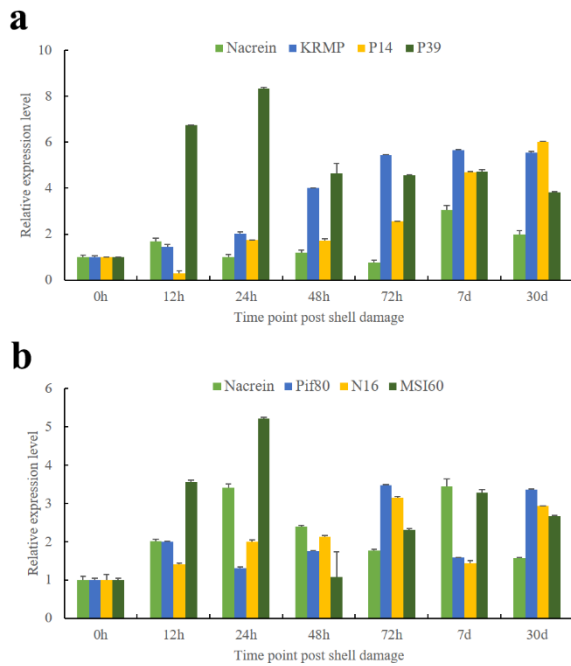 a
Nacrein KRMP P14 P39
10
8
6
4
2
0
Relative expression level
0h 12h 24h 48h 72h 7d 30d
Time point post shell damage
b
Nacrein Pif80 N16 MSI60
6
5
4
3
2
1
0
Relative expression level
0h 12h 24h 48h 72h 7d 30d
Time point post shell damage